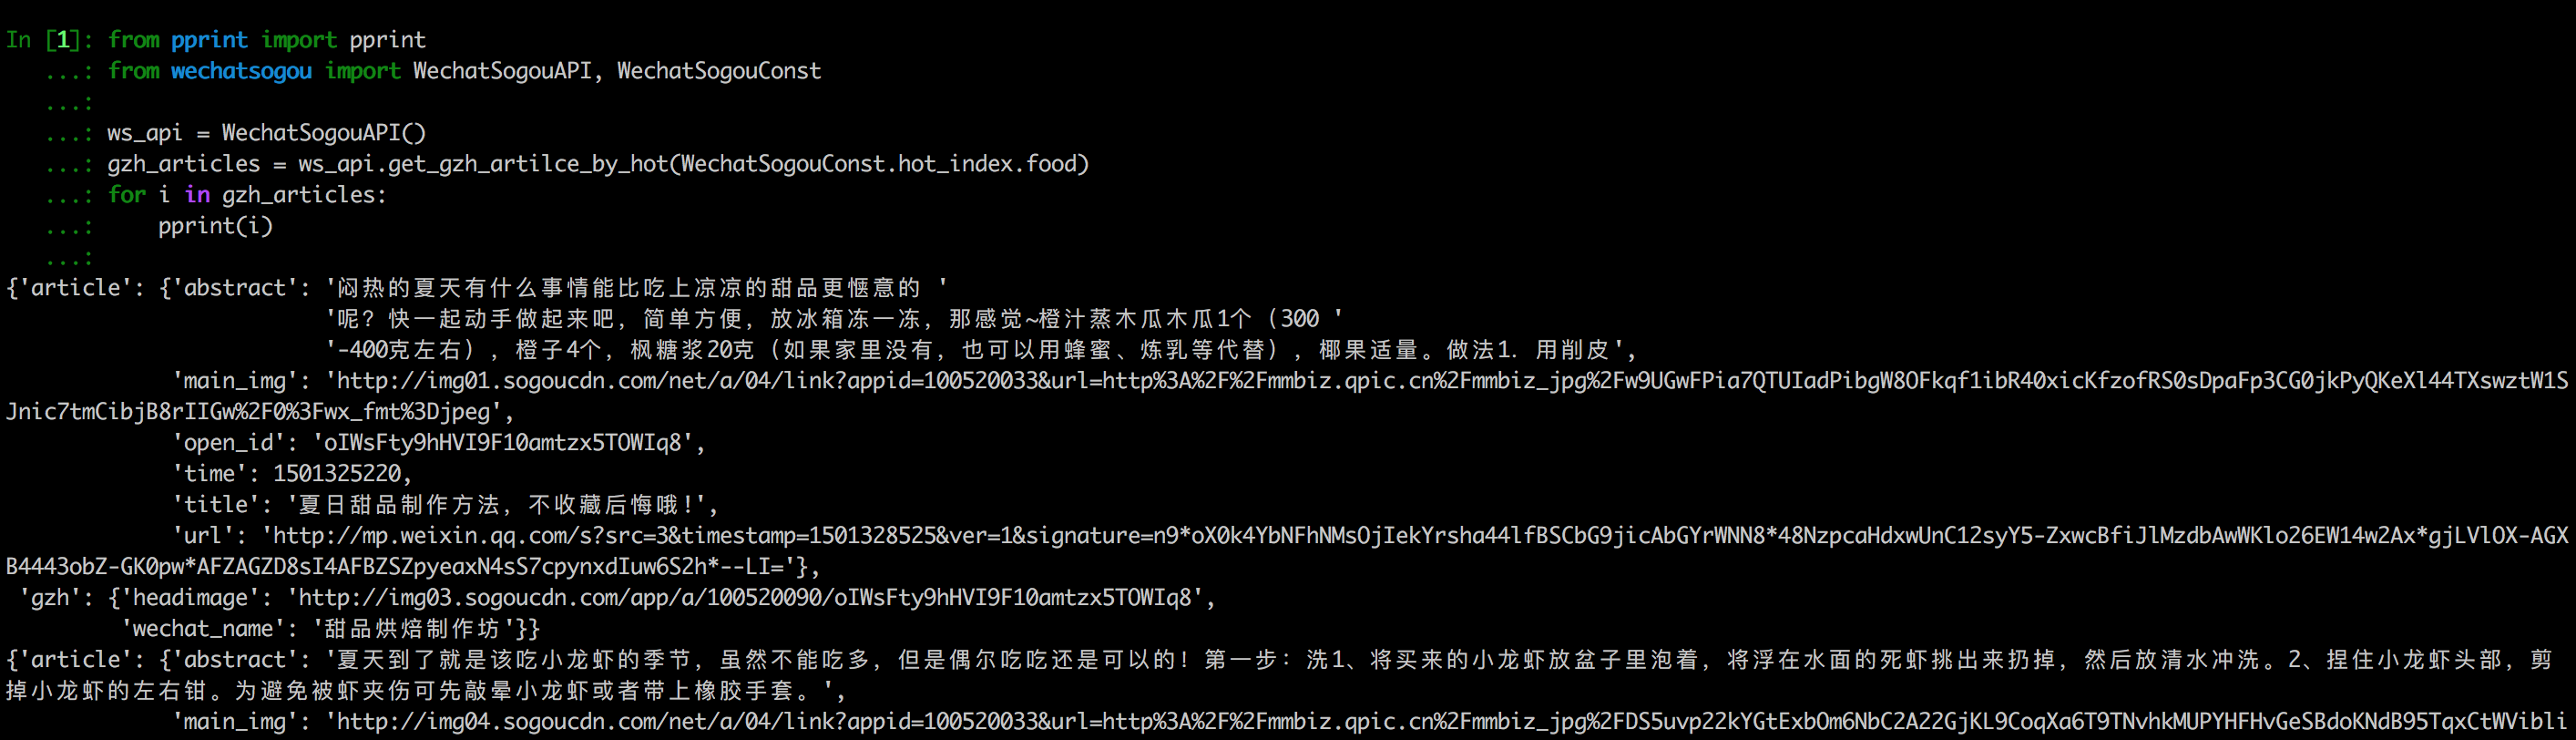 In [1]: from pprint import pprint
   ...: from wechatsogou import WechatSogouAPI, WechatSogouConst
   ...:
   ...: ws_api = WechatSogouAPI()
   ...: gzh_articles = ws_api.get_gzh_artilce_by_hot(WechatSogouConst.hot_index.food)
   ...: for i in gzh_articles:
   ...:     pprint(i)
   ...:
{'article': {'abstract': '闷热的夏天有什么事情能比吃上凉凉的甜品更惬意的 '
                         '呢？快一起动手做起来吧，简单方便，放冰箱冻一冻，那感觉~橙汁蒸木瓜木瓜1个（300 '
                         '-400克左右），橙子4个，枫糖浆20克（如果家里没有，也可以用蜂蜜、炼乳等代替），椰果适量。做法1. 用削皮',
             'main_img': 'http://img01.sogoucdn.com/net/a/04/link?appid=100520033&url=http%3A%2F%2Fmmbiz.qpic.cn%2Fmmbiz_jpg%2Fw9UGwFPia7QTUIadPibgW8OFkqf1ibR40xicKfzofRS0sDpaFp3CG0jkPyQKeXl44TXswztW1S
Jnic7tmCibjB8rIIGw%2F0%3Fwx_fmt%3Djpeg',
             'open_id': 'oIWsFty9hHVI9F10amtzx5TOWIq8',
             'time': 1501325220,
             'title': '夏日甜品制作方法，不收藏后悔哦!',
             'url': 'http://mp.weixin.qq.com/s?src=3&timestamp=1501328525&ver=1&signature=n9*oX0k4YbNFhNMsOjIekYrsha44lfBSCbG9jicAbGYrWNN8*48NzpcaHdxwUnC12syY5-ZxwcBfiJlMzdbAwWKlo26EW14w2Ax*gjLVlOX-AGX
B4443obZ-GK0pw*AFZAGZD8sI4AFBZSZpyeaxN4sS7cpynxdIuw6S2h*--LI='},
 'gzh': {'headimage': 'http://img03.sogoucdn.com/app/a/100520090/oIWsFty9hHVI9F10amtzx5TOWIq8',
         'wechat_name': '甜品烘焙制作坊'}}
{'article': {'abstract': '夏天到了就是该吃小龙虾的季节，虽然不能吃多，但是偶尔吃吃还是可以的！第一步：洗1、将买来的小龙虾放盆子里泡着，将浮在水面的死虾挑出来扔掉，然后放清水冲洗。2、捏住小龙虾头部，剪
掉小龙虾的左右钳。为避免被虾夹伤可先敲晕小龙虾或者带上橡胶手套。',
             'main_img': 'http://img04.sogoucdn.com/net/a/04/link?appid=100520033&url=http%3A%2F%2Fmmbiz.qpic.cn%2Fmmbiz_jpg%2FDS5uvp22kYGtExbOm6NbC2A22GjKL9CoqXa6T9TNvhkMUPYHFHvGeSBdoKNdB95TqxCtWVibli